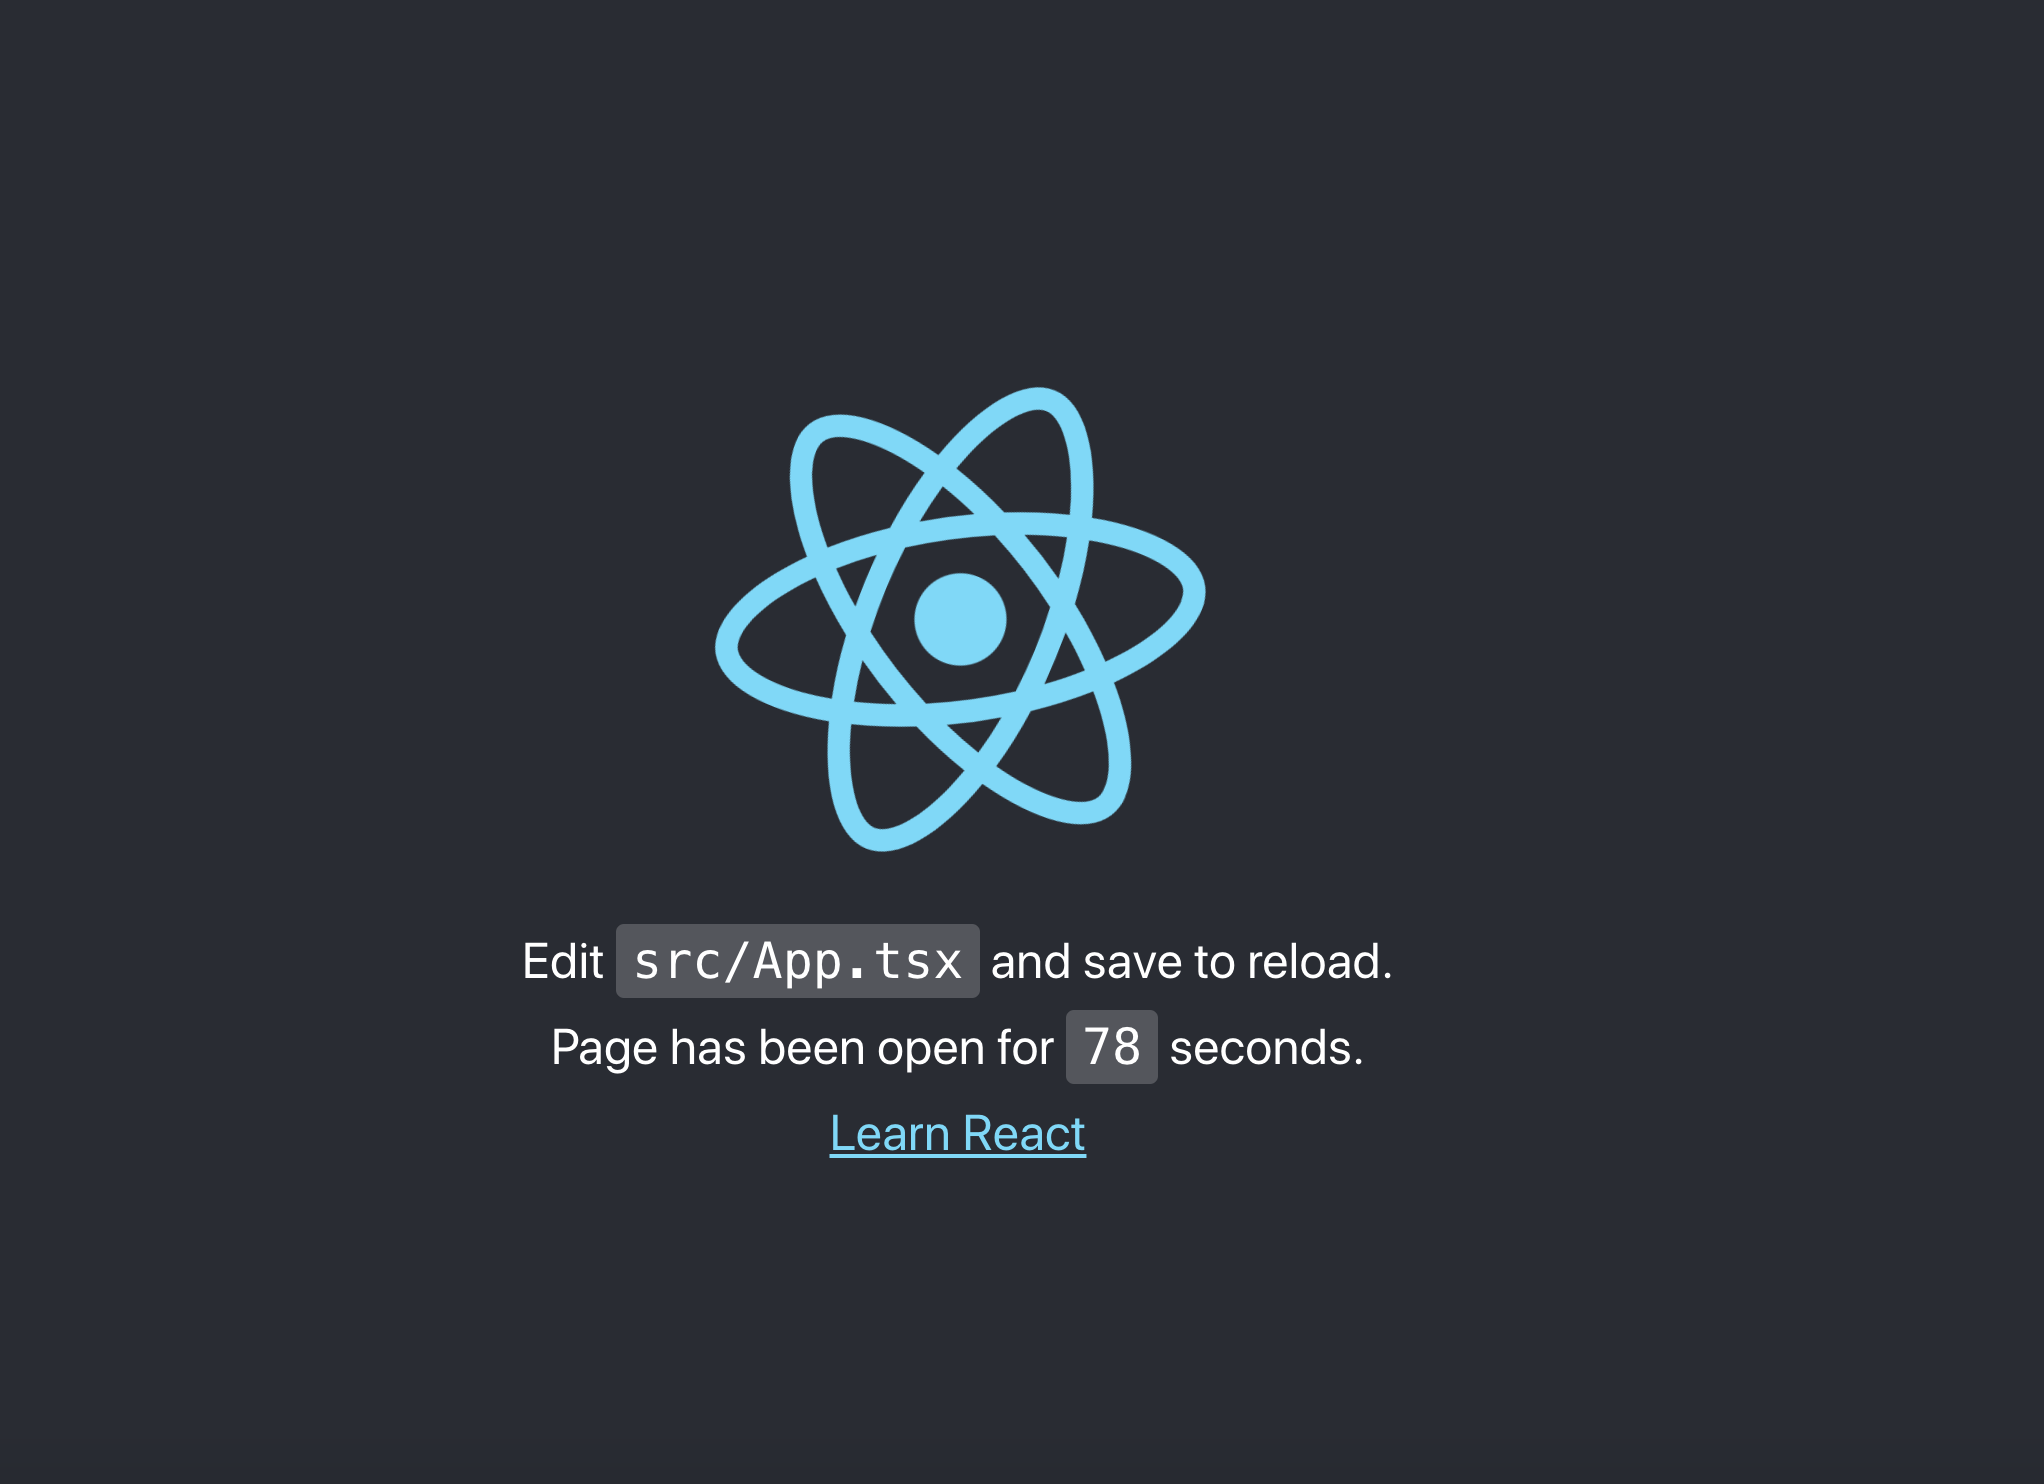 Edit src/App.tsx and save to reload.
Page has been open for 78 seconds.
Learn React